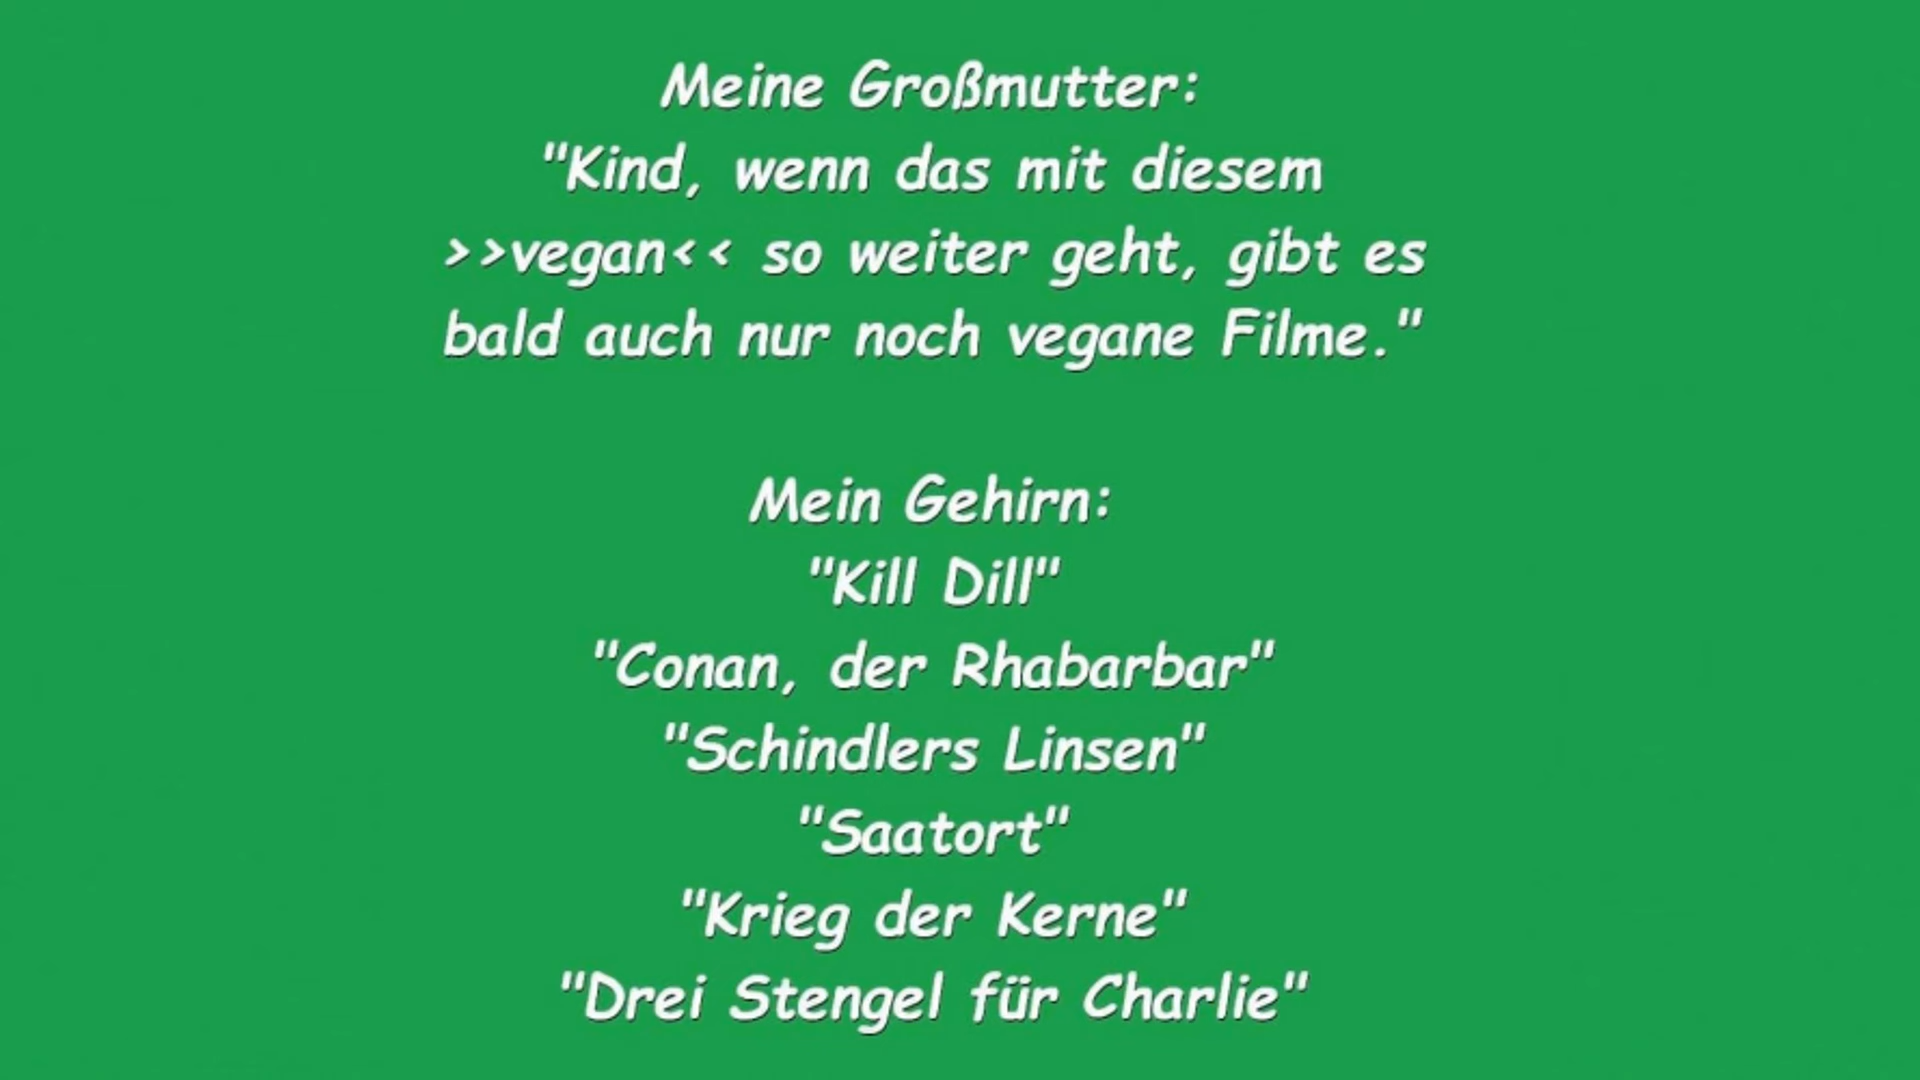 Meine Großmutter:
"Kind, wenn das mit diesem
>>vegan<< so weiter geht, gibt es
bald auch nur noch vegane Filme."
Mein Gehirn:
"Kill Dill"
"Conan, der Rhabarbar"
"Schindlers Linsen"
"Saatort"
"Krieg der Kerne"
"Drei Stengel für Charlie"